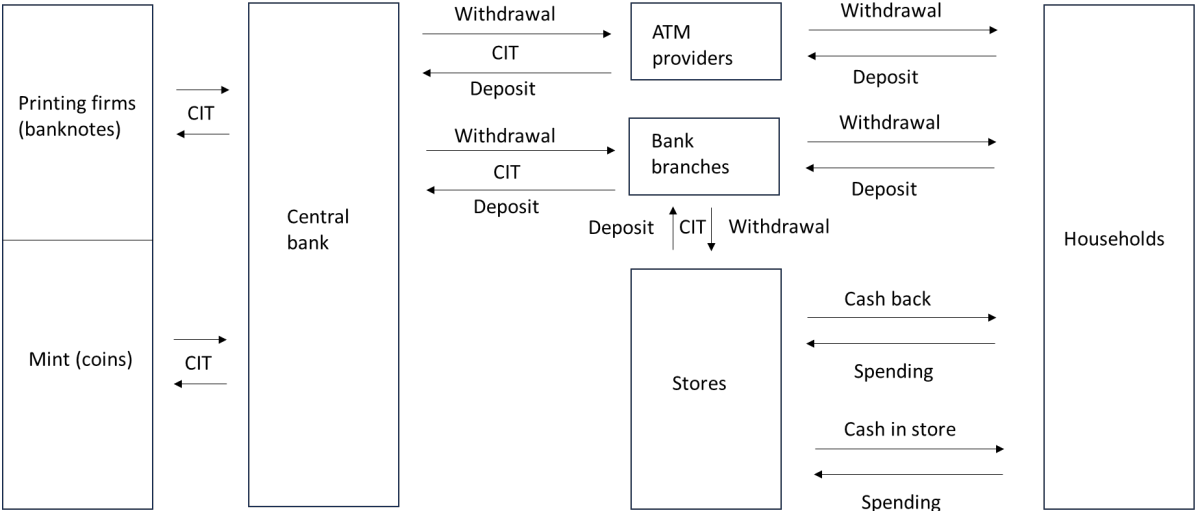 Printing firms
(banknotes)
Mint (coins)
CIT
CIT
Central
bank
Withdrawal
CIT
Deposit
Withdrawal
CIT
Deposit
ATM
providers
Bank
branches
Deposit
CIT
Withdrawal
Stores
Withdrawal
Deposit
Withdrawal
Deposit
Cash back
Spending
Cash in store
Spending
Households